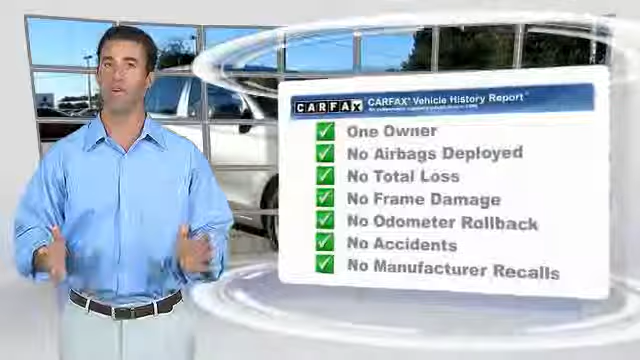 CARFAX CARFAX Vehicle History Report
One Owner
No Airbags Deployed
No Total Loss
No Frame Damage
No Odometer Rollback
No Accidents
No Manufacturer Recalls